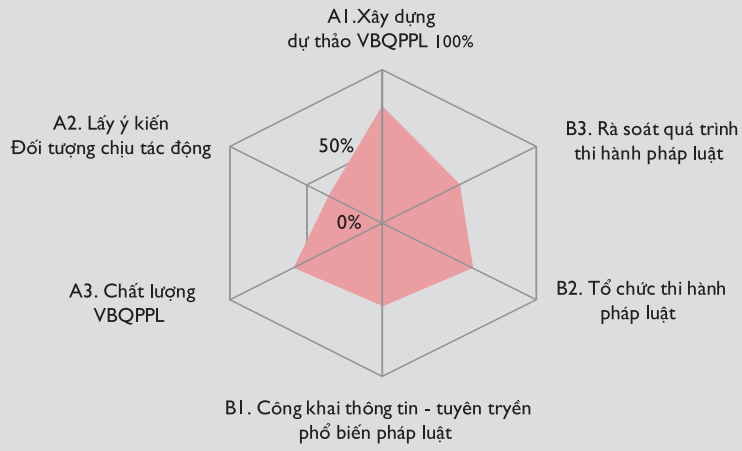 A1.Xây dựng
dự thảo VBQPPL 100%
A2. Lấy ý kiến
Đối tượng chịu tác động
50%
B3. Rà soát quá trình
thi hành pháp luật
0%
A3. Chất lượng
VBQPPL
B2. Tổ chức thi hành
pháp luật
B1. Công khai thông tin - tuyên tryền
phổ biến pháp luật